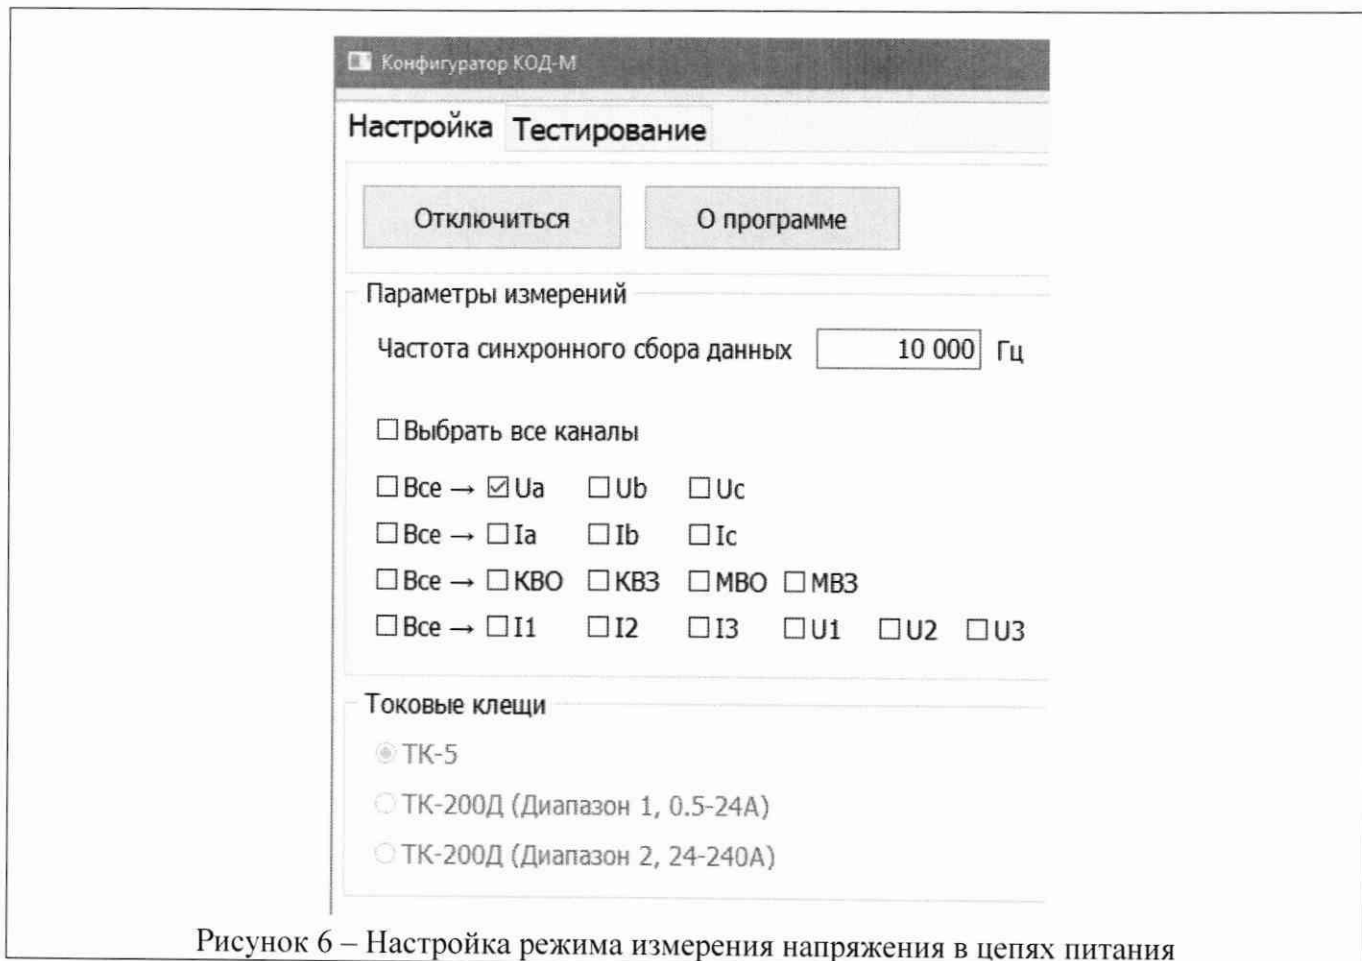 Конфигуратор КОД-М
Настройка Тестирование
Отключиться О программе
Параметры измерений
Частота синхронного сбора данных 10 000 Гц
Выбрать все каналы
Все → Ua Ub Uc
Все → Ia Ib Ic
Все → КВО КВЗ МВО МВЗ
Все → I1 I2 I3 U1 U2 U3
Токовые клещи
ТК-5
ТК-200Д (Диапазон 1, 0.5-24А)
ТК-200Д (Диапазон 2, 24-240А)
Рисунок 6 – Настройка режима измерения напряжения в цепях питания